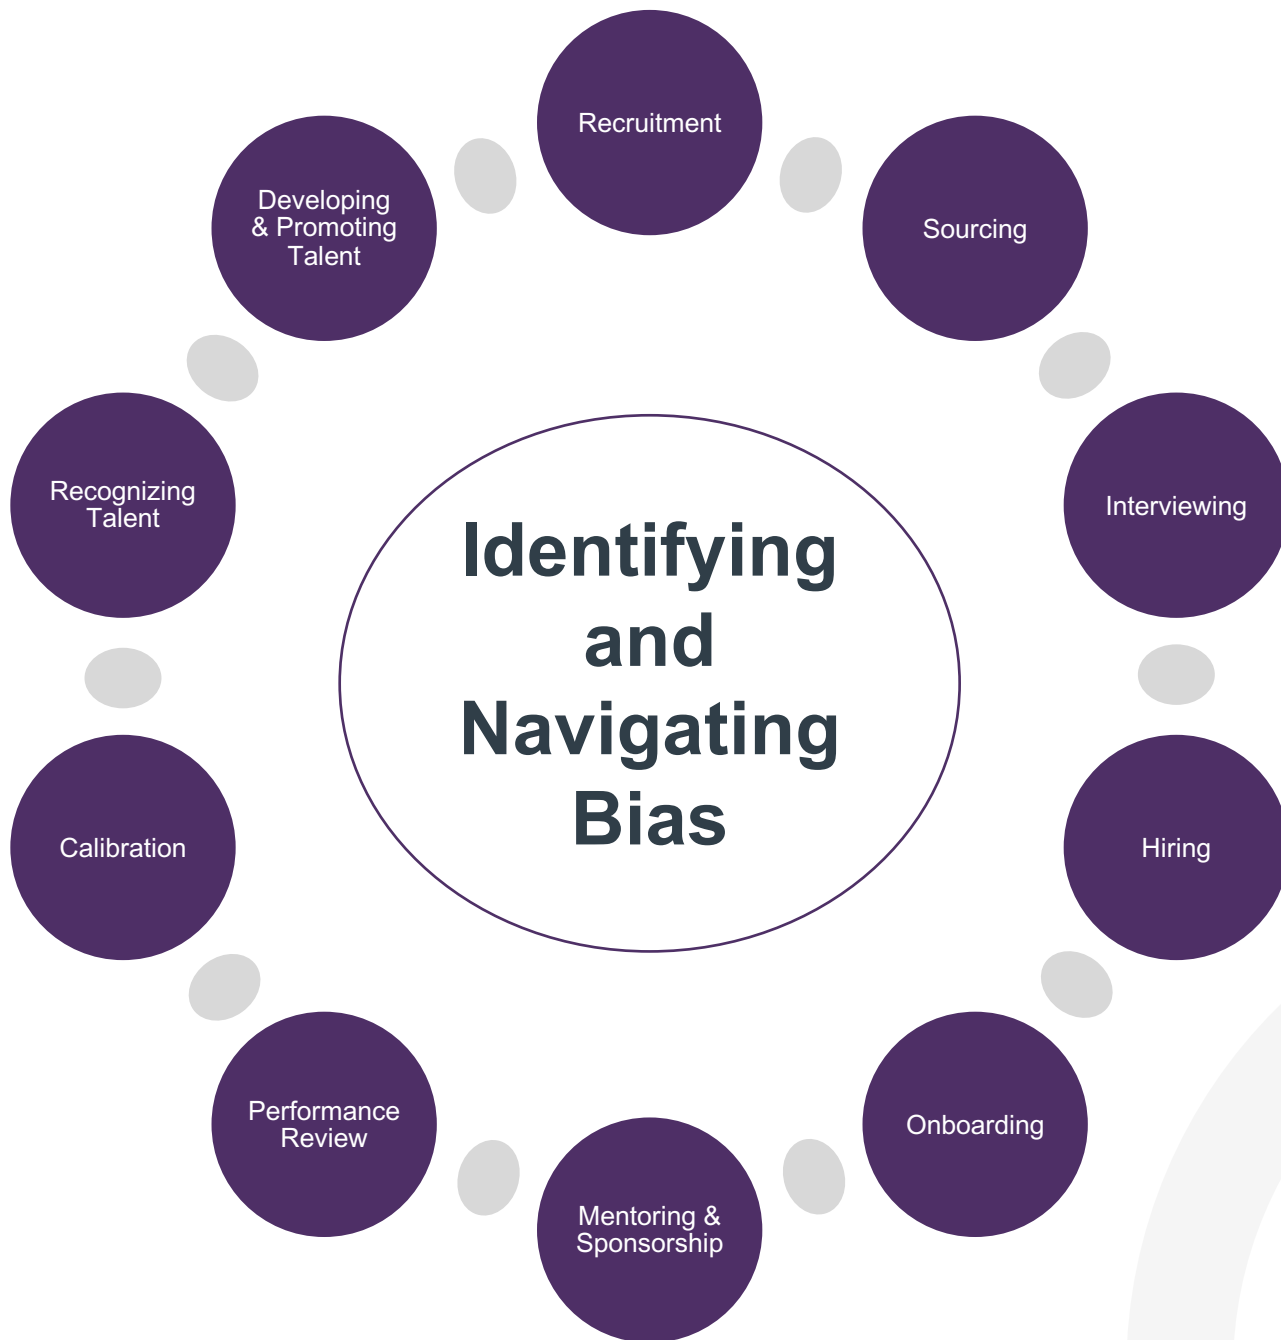 Recruitment
Sourcing
Interviewing
Hiring
Onboarding
Mentoring &
Sponsorship
Performance
Review
Calibration
Recognizing
Talent
Developing
& Promoting
Talent
Identifying
and
Navigating
Bias